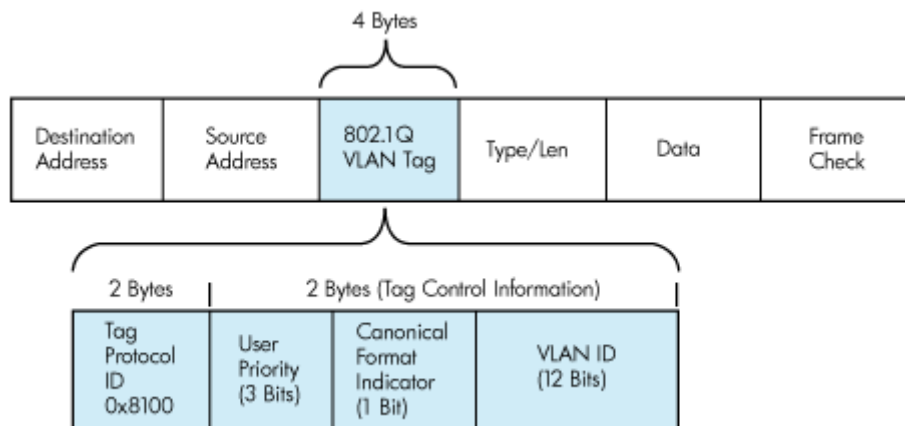 4 Bytes
Destination
Address
Source
Address
802.1Q
VLAN Tag
Type/Len
Data
Frame
Check
2 Bytes
2 Bytes (Tag Control Information)
Tag
Protocol
ID
0x8100
User
Priority
(3 Bits)
Canonical
Format
Indicator
(1 Bit)
VLAN ID
(12 Bits)